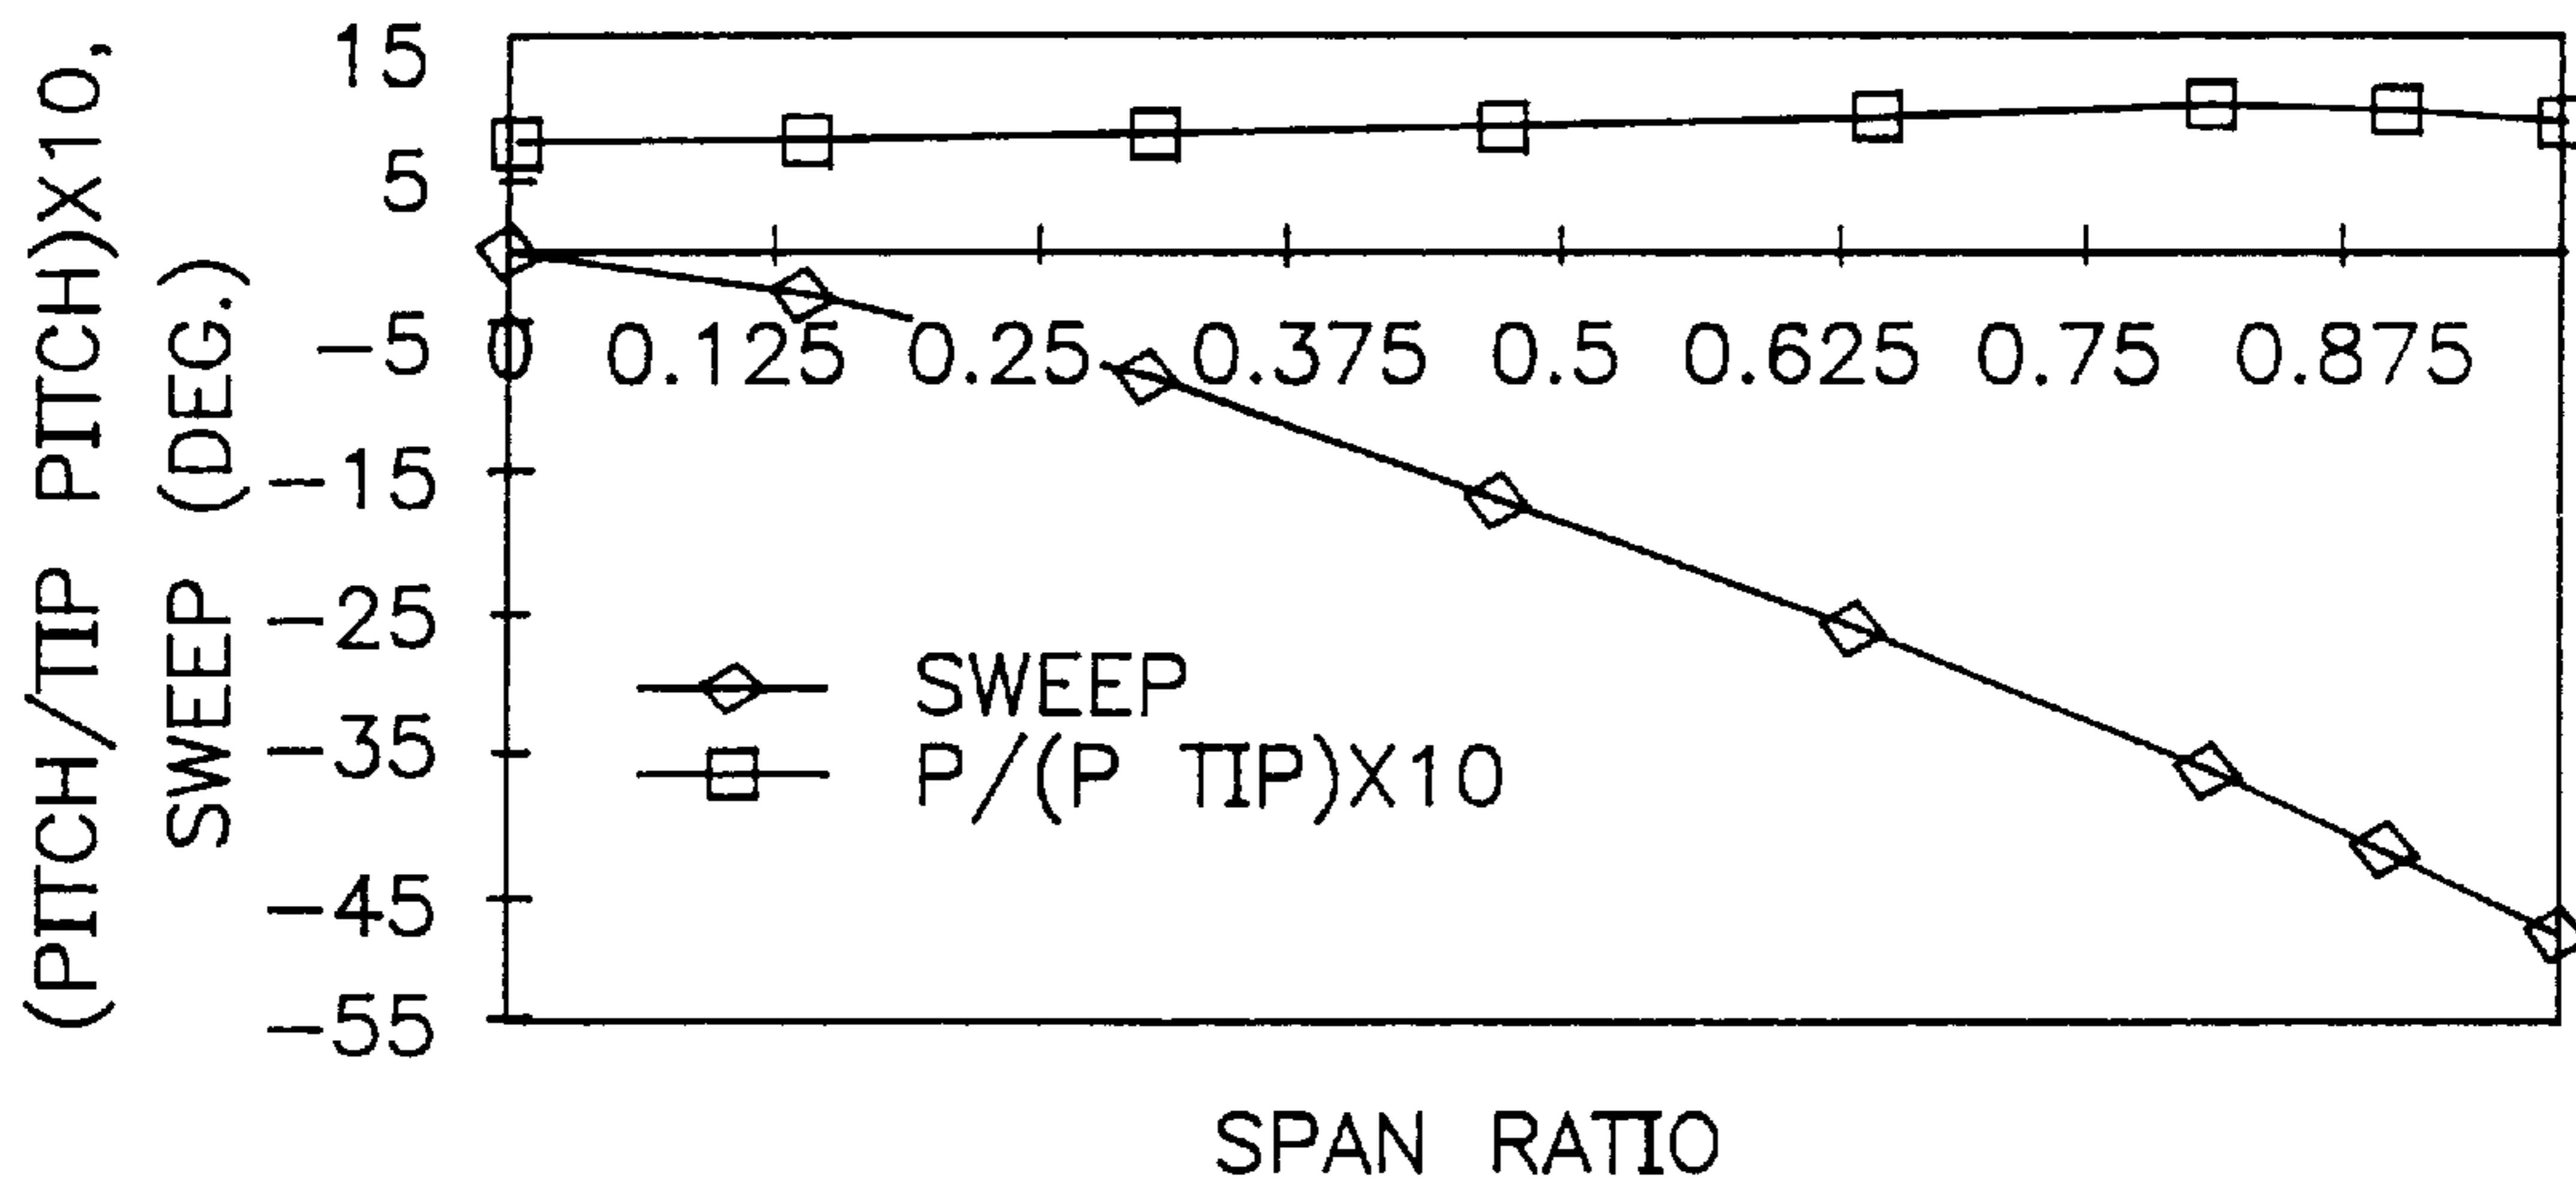 (PITCH/TIP PITCH)X10,
SWEEP (DEG.)
15
5
-5
-15
-25
-35
-45
-55
0 0.125 0.25 0.375 0.5 0.625 0.75 0.875
SWEEP
P/(P TIP)X10
SPAN RATIO